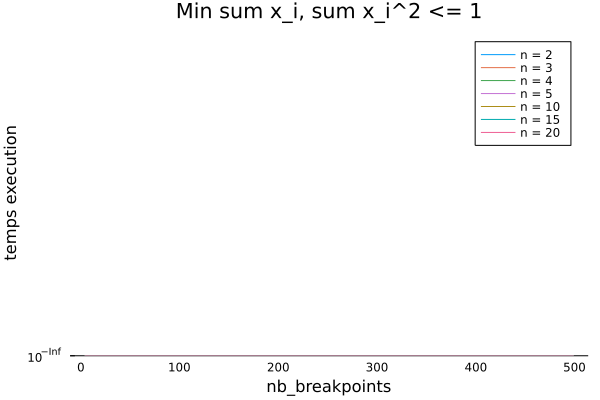 Min sum x_i, sum x_i^2 <= 1
n = 2
n = 3
n = 4
n = 5
n = 10
n = 15
n = 20
temps execution
10^-Inf
0 100 200 300 400 500
nb_breakpoints